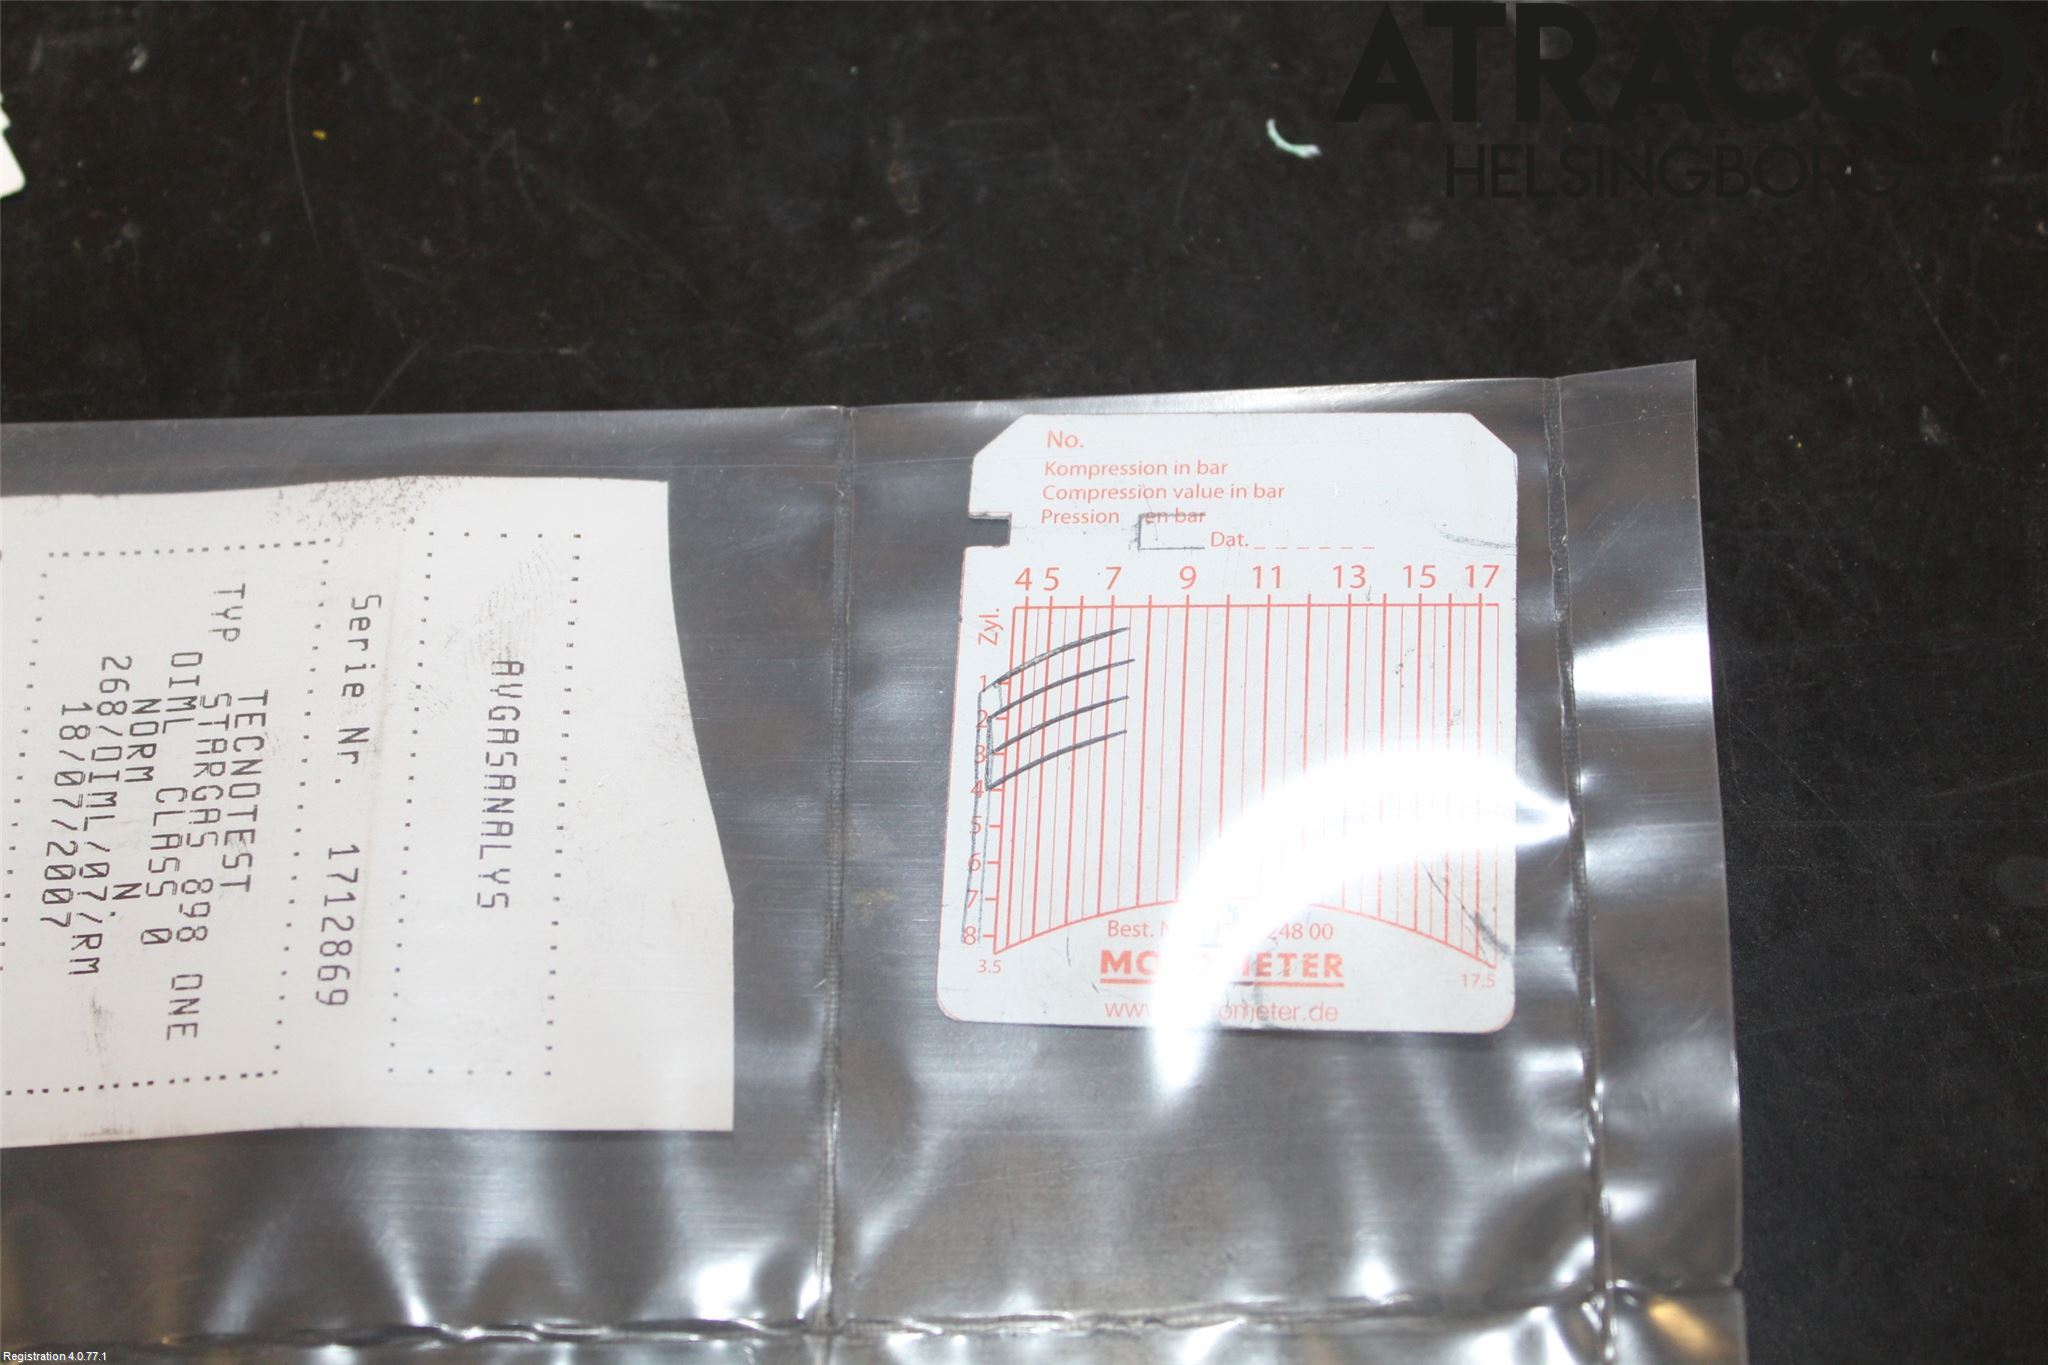 ATRACCO
HELSINGBORG
No.
Kompression in bar
Compression value in bar
Pression en bar
Dat.
4 5 7 9 11 13 15 17
Zyl.
1
2
3
4
5
6
7
8
3.5
17.5
Best.
248 00
www
.de
AVGASANALYS
Serie Nr. 1712869
TYP
TECNOTEST
STARGAS 898 ONE
OIML CLASS 0
NORM
268/OIML/07/RM
18/07/2007
Registration 4.0.77.1